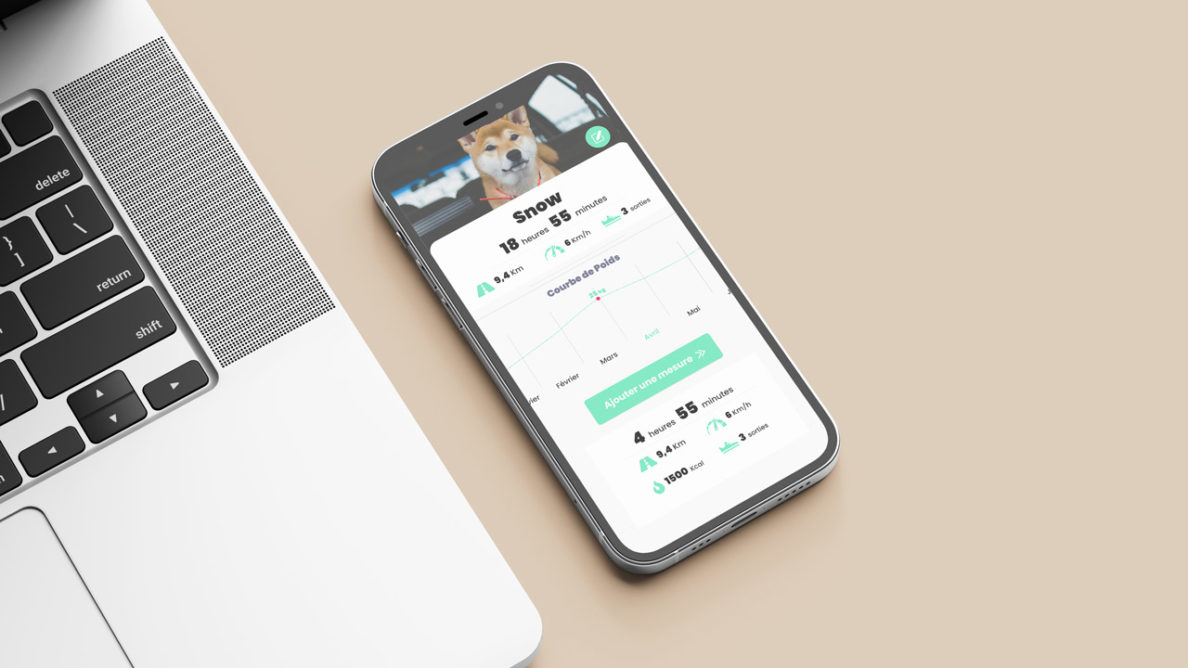 delete
}
]
|
\
return
shift
/
Snow
18 heures 55 minutes
9,4 Km
6 Km/h
3 sorties
Courbe de Poids
35 kg
Février
Mars
Avril
Mai
Ajouter une mesure
4 heures 55 minutes
9,4 Km
6 Km/h
1500 Kcal
3 sorties